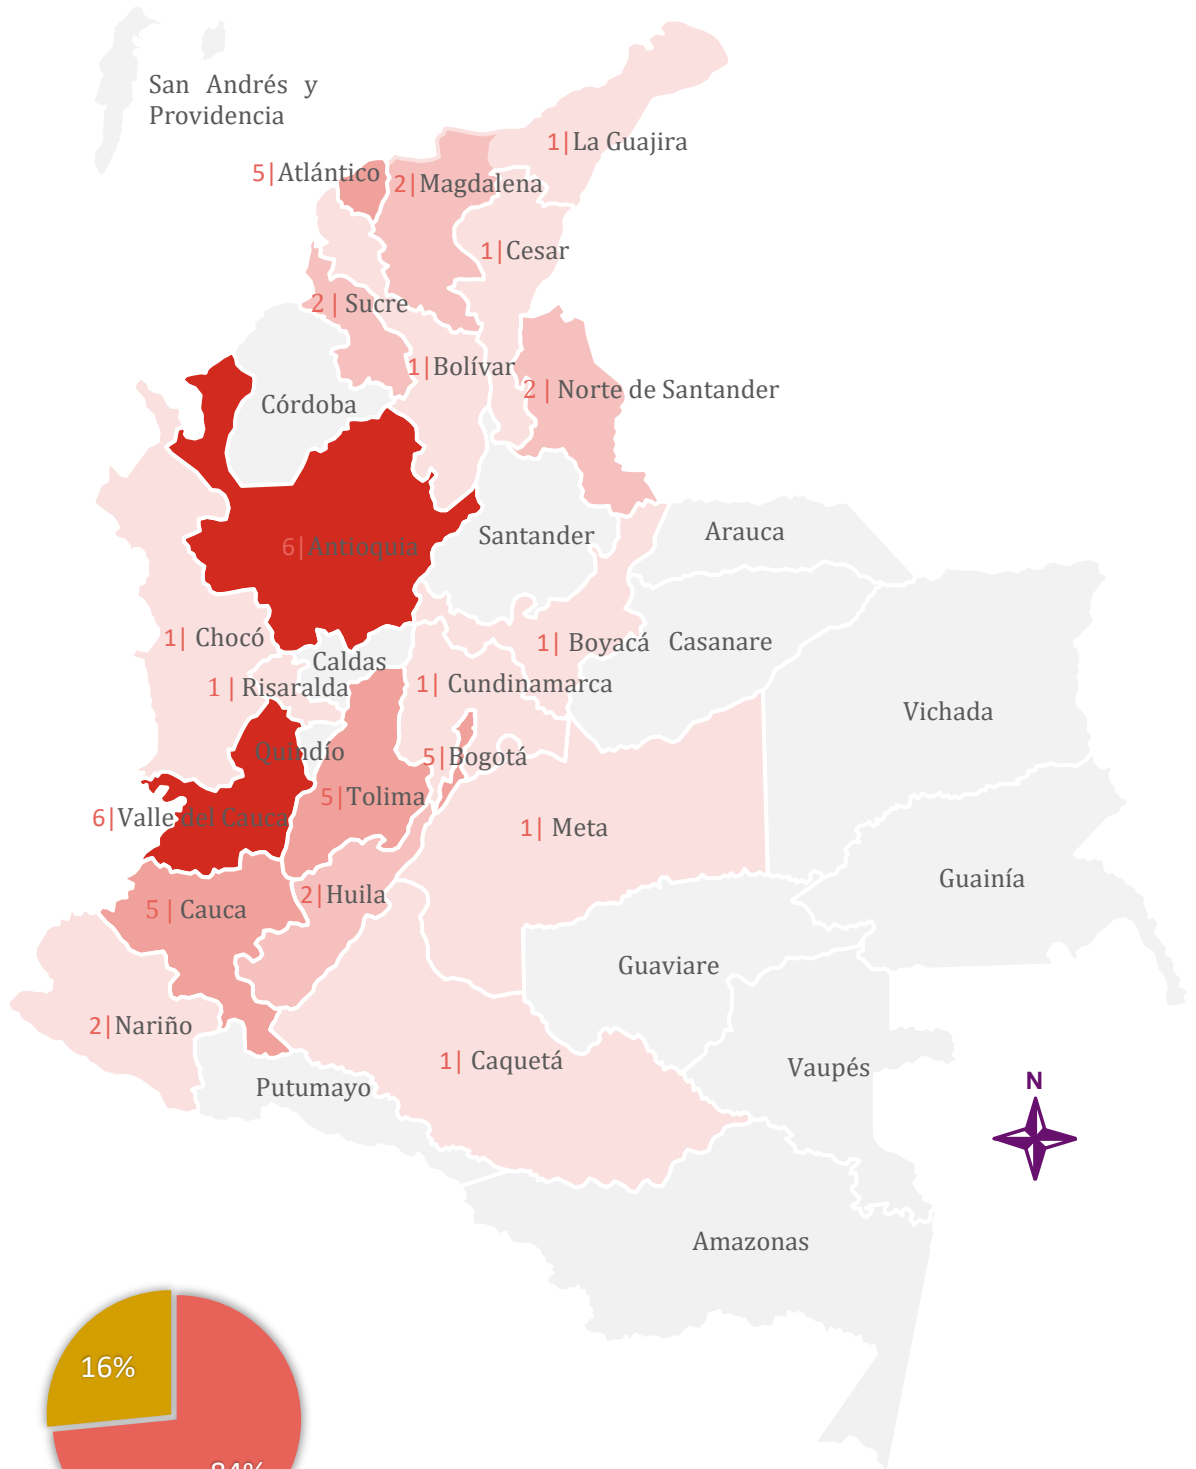 San Andrés y
Providencia
1|La Guajira
5|Atlántico
2|Magdalena
1|Cesar
2 | Sucre
1|Bolívar
2 | Norte de Santander
Córdoba
Santander
Arauca
6|Antioquia
1| Chocó
1| Boyacá
Casanare
Caldas
1 | Risaralda
1| Cundinamarca
Vichada
Quindío
5|Bogotá
5|Tolima
6|Valle del Cauca
1| Meta
Guainía
2|Huila
5 | Cauca
Guaviare
2|Nariño
1| Caquetá
Vaupés
N
Putumayo
Amazonas
16%
84%